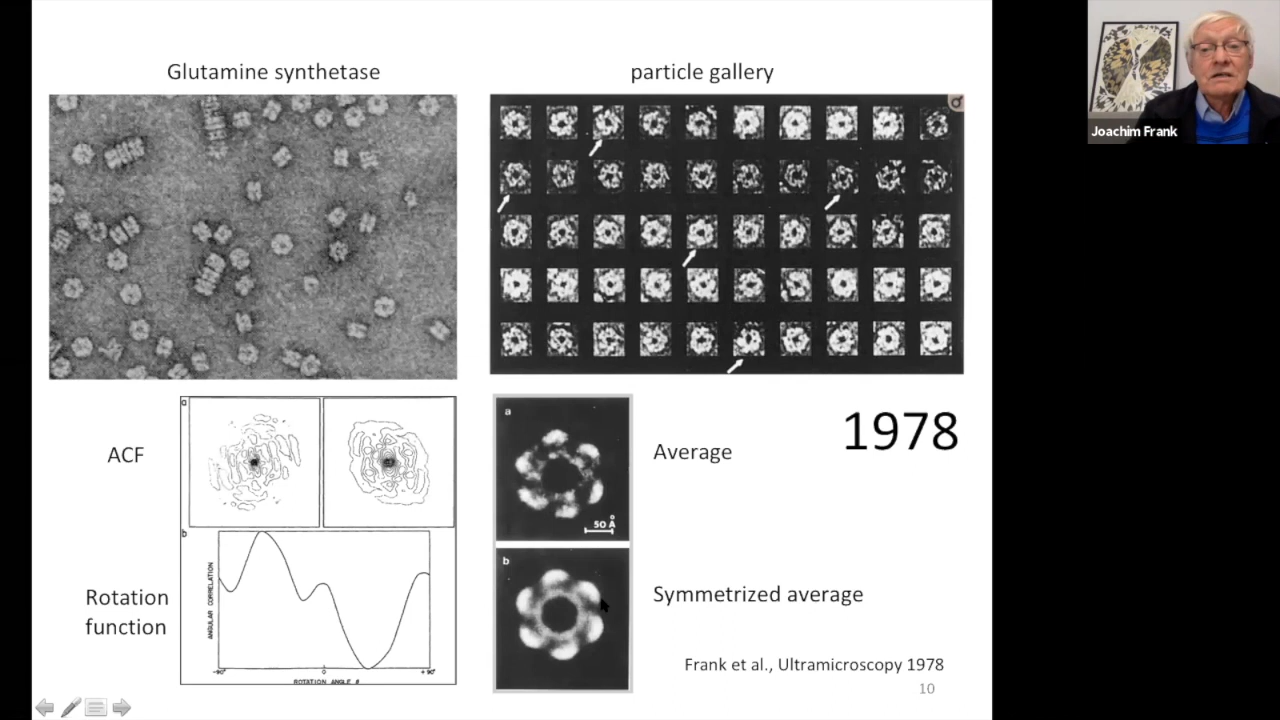 Glutamine synthetase
particle gallery
Joachim Frank
ACF
a
b
ANGULAR CORRELATION
-90°
0
+90°
ROTATION ANGLE θ
Rotation
function
a
50 Å
b
Average
1978
Symmetrized average
Frank et al., Ultramicroscopy 1978
10